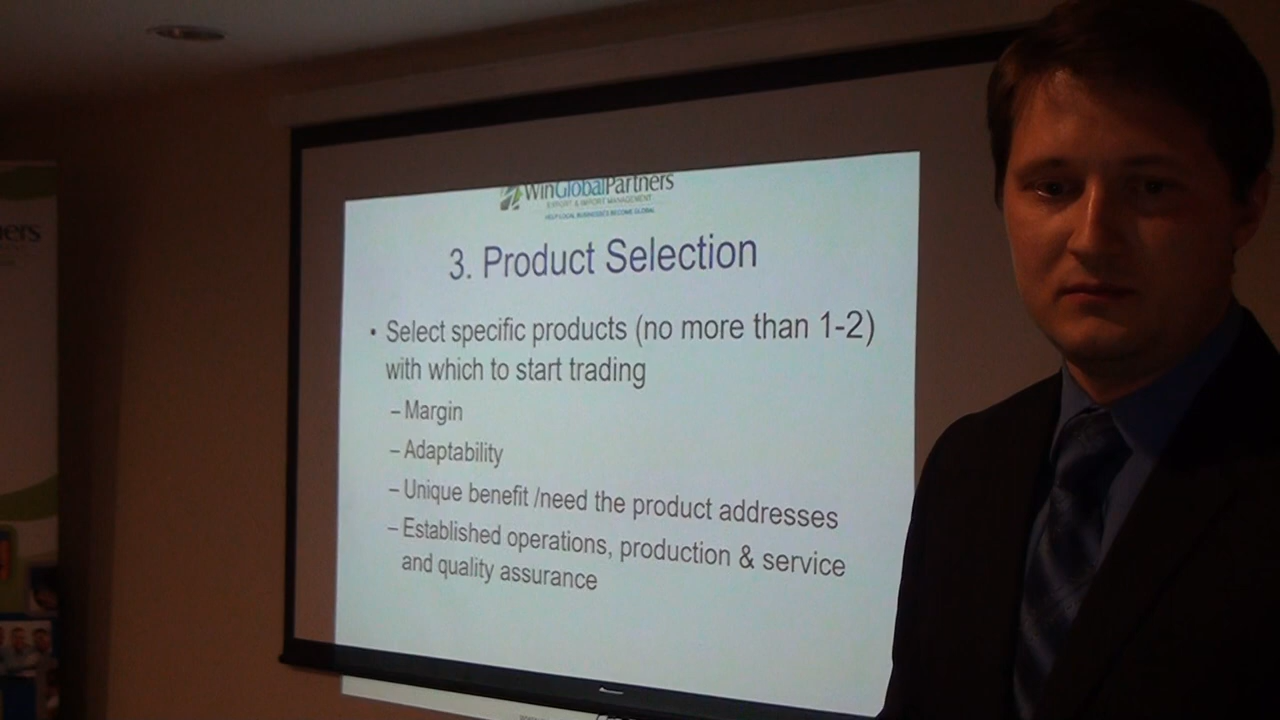 ers
WinGlobalPartners
EXPORT & IMPORT MANAGEMENT
HELP LOCAL BUSINESSES BECOME GLOBAL
3. Product Selection
• Select specific products (no more than 1-2)
with which to start trading
– Margin
– Adaptability
– Unique benefit /need the product addresses
– Established operations, production & service
and quality assurance